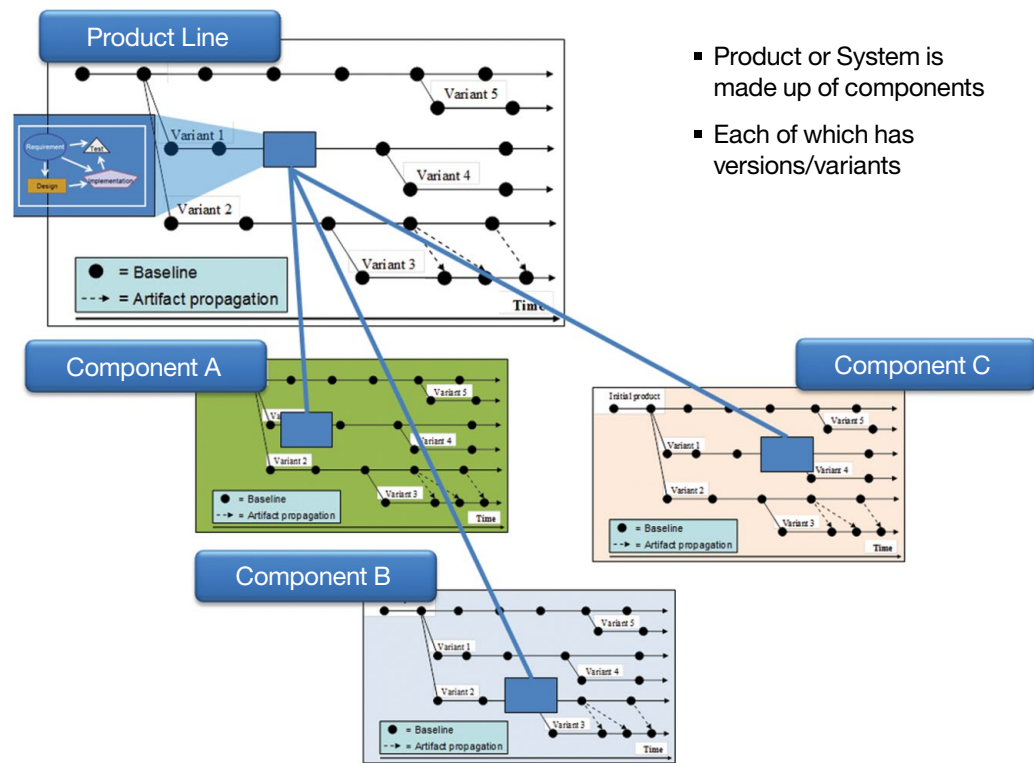 Product Line
▪ Product or System is
made up of components
▪ Each of which has
versions/variants
Variant 5
Variant 1
Requirement
Test
Design
Implementation
Variant 4
Variant 2
Variant 3
= Baseline
= Artifact propagation
Time
Component A
Variant 5
Variant 4
Variant 2
Variant 3
= Baseline
= Artifact propagation
Time
Component C
Initial product
Variant 5
Variant 1
Variant 4
Variant 2
Variant 3
= Baseline
= Artifact propagation
Time
Component B
Variant 5
Variant 1
Variant 4
Variant 2
Variant 3
= Baseline
= Artifact propagation
Time